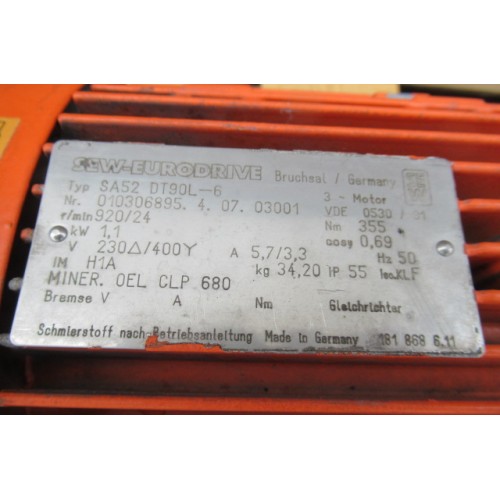 SEW-EURODRIVE Bruchsal / Germany
Typ SA52 DT90L-6 3 - Motor
Nr. 010306895. 4. 07. 03001 VDE 0530 /
r/min 920/24 Nm 355
kW 1,1 cosφ 0,69
V 230Δ/400Y A 5,7/3,3 Hz 50
IM H1A kg 34,20 IP 55 Iso.KL F
MINER. OEL CLP 680
Bremse V A Nm Gleichrichter
Schmierstoff nach Betriebsanleitung Made in Germany 181 868 6.11